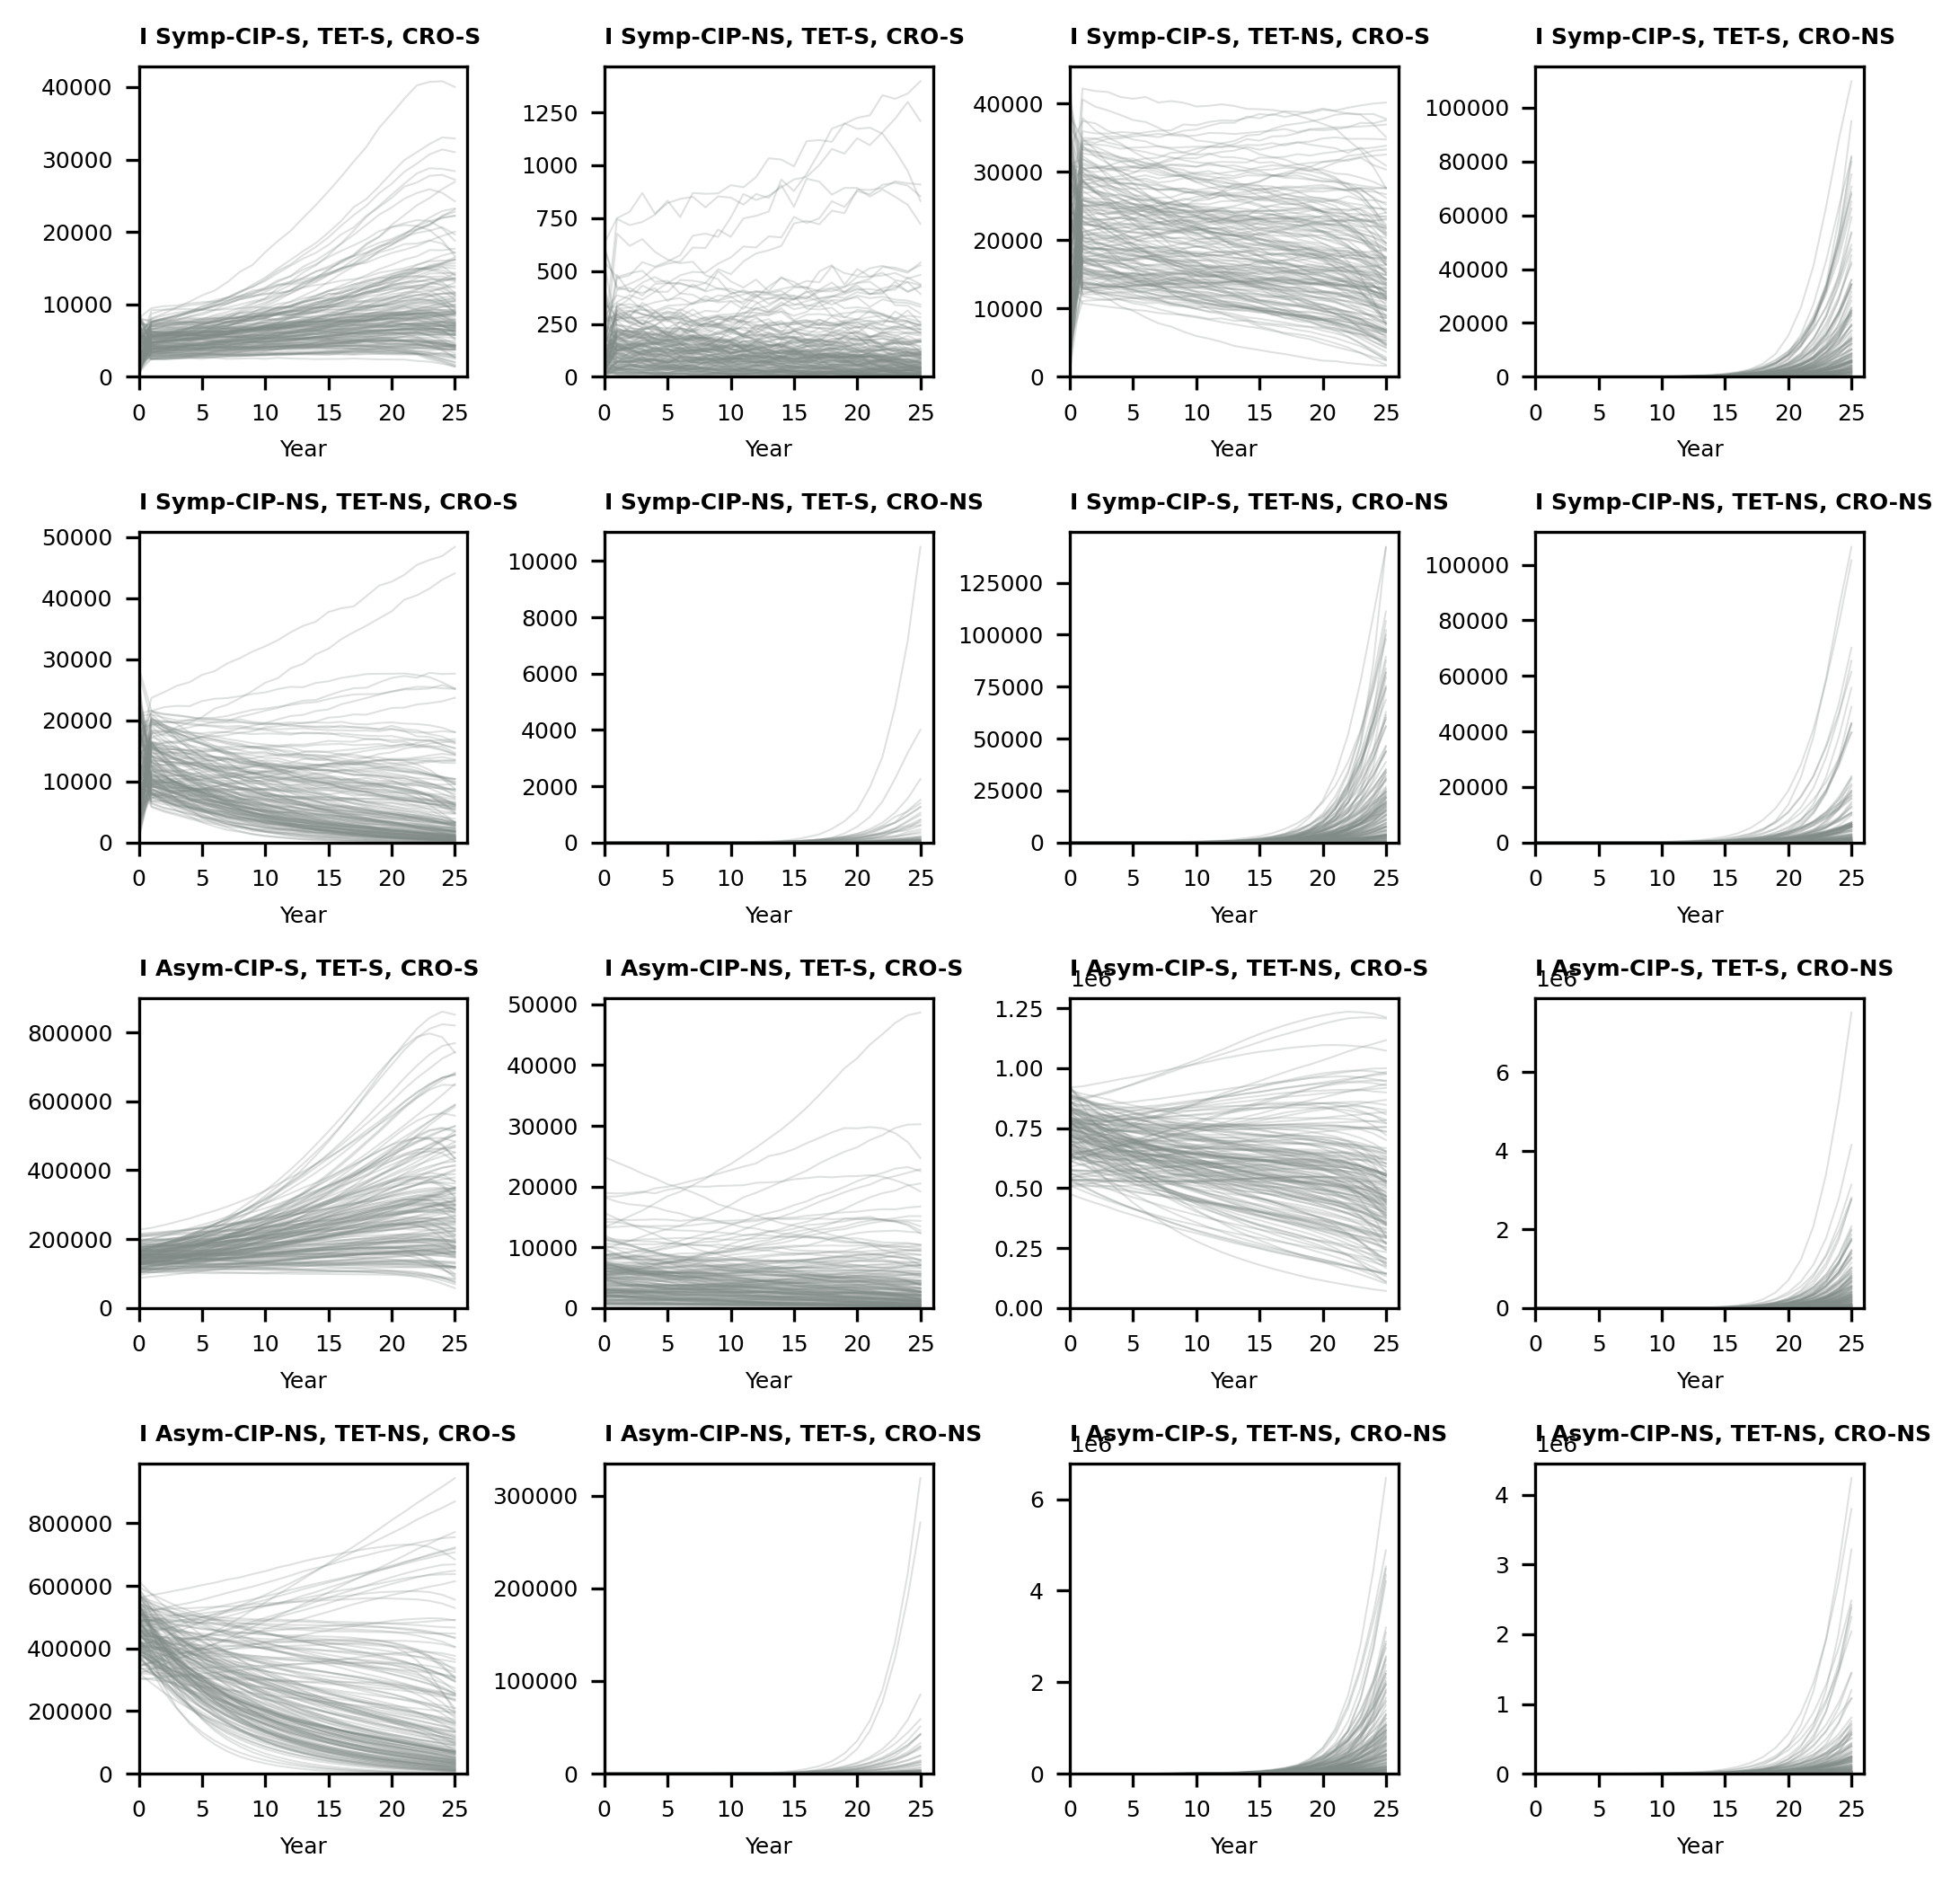 I Symp-CIP-S, TET-S, CRO-S
40000
30000
20000
10000
0
0 5 10 15 20 25
Year
I Symp-CIP-NS, TET-S, CRO-S
1250
1000
750
500
250
0
0 5 10 15 20 25
Year
I Symp-CIP-S, TET-NS, CRO-S
40000
30000
20000
10000
0
0 5 10 15 20 25
Year
I Symp-CIP-S, TET-S, CRO-NS
100000
80000
60000
40000
20000
0
0 5 10 15 20 25
Year
I Symp-CIP-NS, TET-NS, CRO-S
50000
40000
30000
20000
10000
0
0 5 10 15 20 25
Year
I Symp-CIP-NS, TET-S, CRO-NS
10000
8000
6000
4000
2000
0
0 5 10 15 20 25
Year
I Symp-CIP-S, TET-NS, CRO-NS
125000
100000
75000
50000
25000
0
0 5 10 15 20 25
Year
I Symp-CIP-NS, TET-NS, CRO-NS
100000
80000
60000
40000
20000
0
0 5 10 15 20 25
Year
I Asym-CIP-S, TET-S, CRO-S
800000
600000
400000
200000
0
0 5 10 15 20 25
Year
I Asym-CIP-NS, TET-S, CRO-S
50000
40000
30000
20000
10000
0
0 5 10 15 20 25
Year
I Asym-CIP-S, TET-NS, CRO-S
1e6
1.25
1.00
0.75
0.50
0.25
0.00
0 5 10 15 20 25
Year
I Asym-CIP-S, TET-S, CRO-NS
1e6
6
4
2
0
0 5 10 15 20 25
Year
I Asym-CIP-NS, TET-NS, CRO-S
800000
600000
400000
200000
0
0 5 10 15 20 25
Year
I Asym-CIP-NS, TET-S, CRO-NS
300000
200000
100000
0
0 5 10 15 20 25
Year
I Asym-CIP-S, TET-NS, CRO-NS
1e6
6
4
2
0
0 5 10 15 20 25
Year
I Asym-CIP-NS, TET-NS, CRO-NS
1e6
4
3
2
1
0
0 5 10 15 20 25
Year